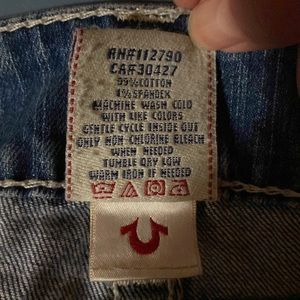 RN#112790
CA#30427
99% COTTON
1% SPANDEX
MACHINE WASH COLD
WITH LIKE COLORS
GENTLE CYCLE INSIDE OUT
ONLY NON CHLORINE BLEACH
WHEN NEEDED
TUMBLE DRY LOW
WARM IRON IF NEEDED